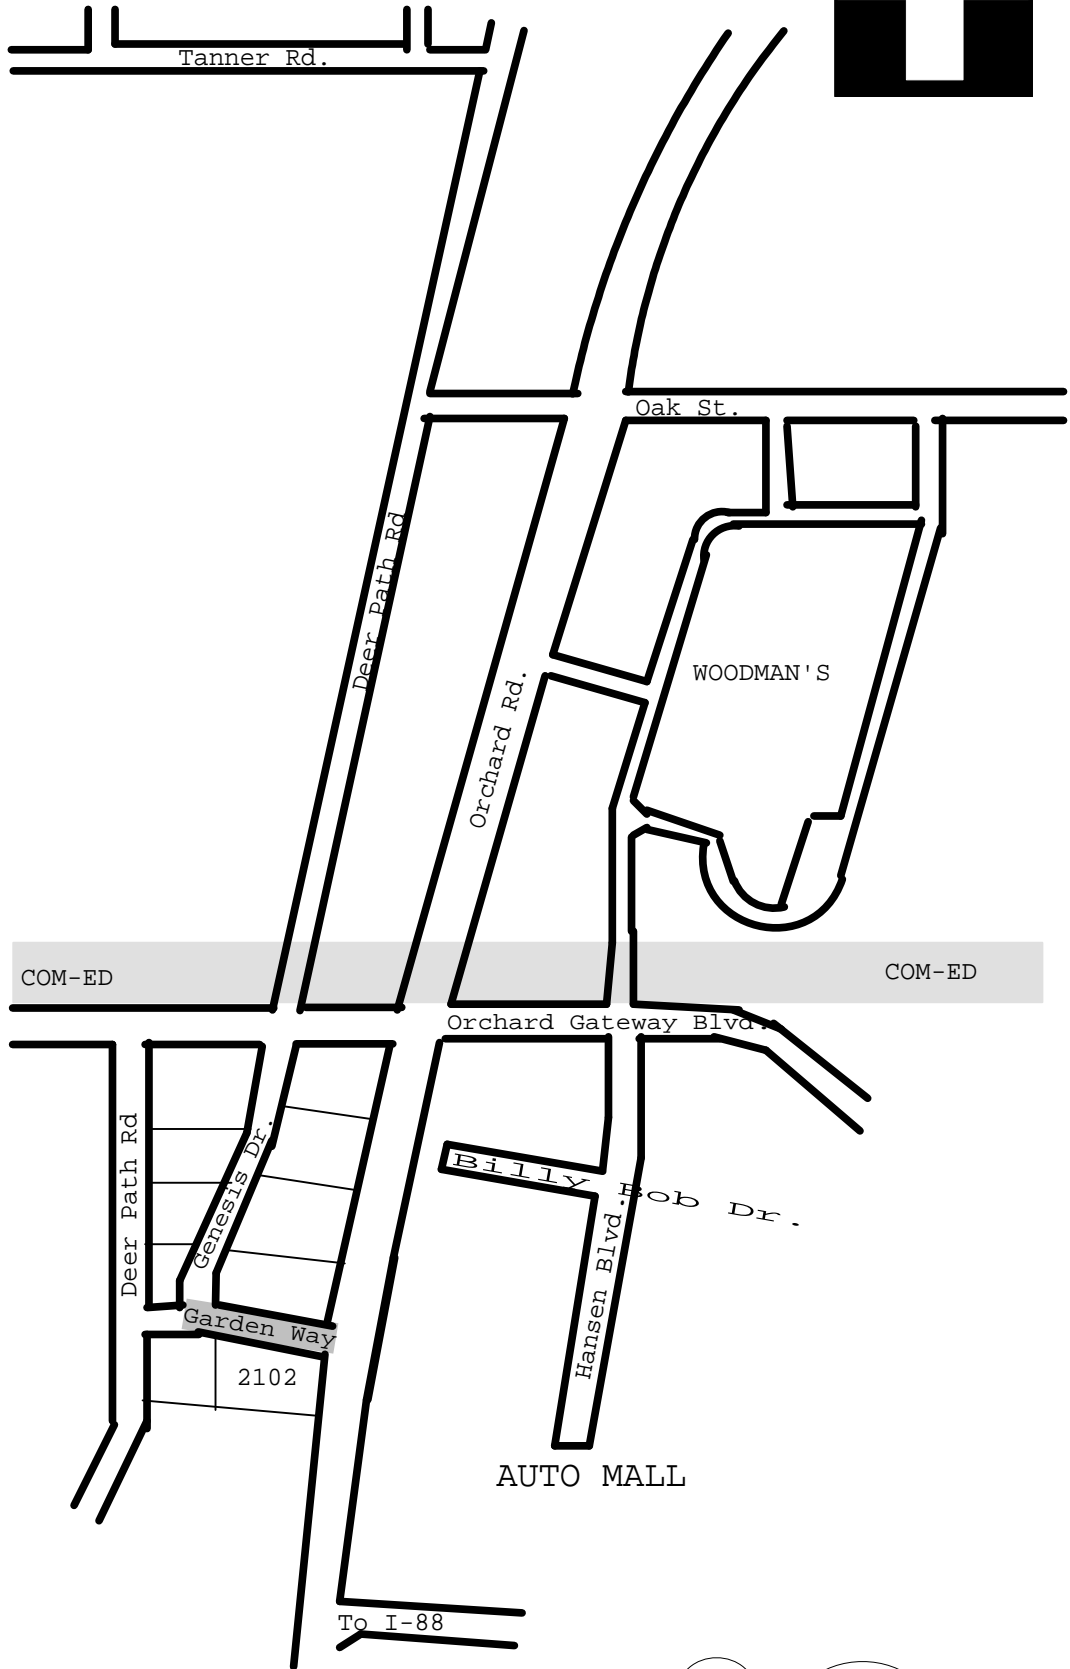 Tanner Rd.
Oak St.
Deer Path Rd
WOODMAN'S
Orchard Rd.
COM-ED
COM-ED
Orchard Gateway Blvd.
Deer Path Rd
Genesis Dr.
Billy Bob Dr.
Hansen Blvd.
Garden Way
2102
AUTO MALL
To I-88